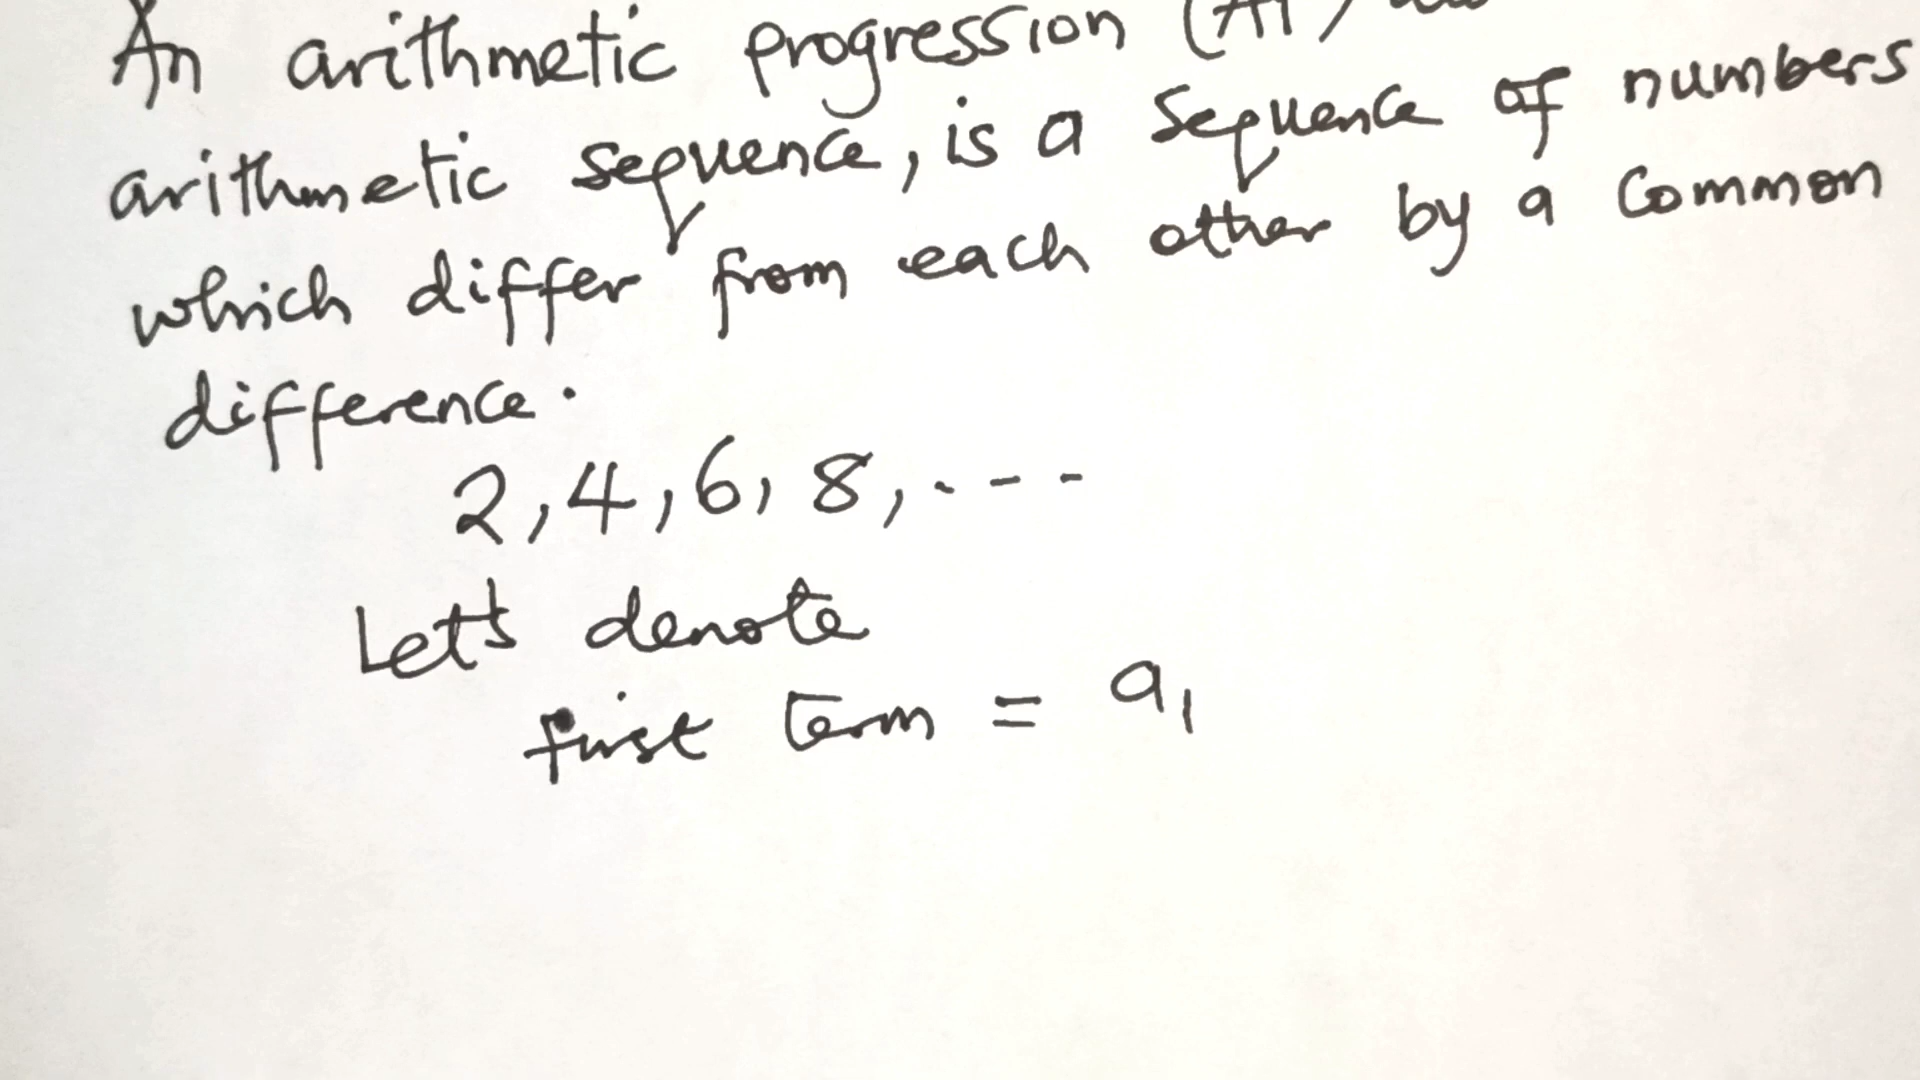 An arithmetic progression (AP)
arithmetic sequence, is a sequence of numbers
which differ from each other by a common
difference.
2, 4, 6, 8, . - - -
Let's denote
first term = a₁